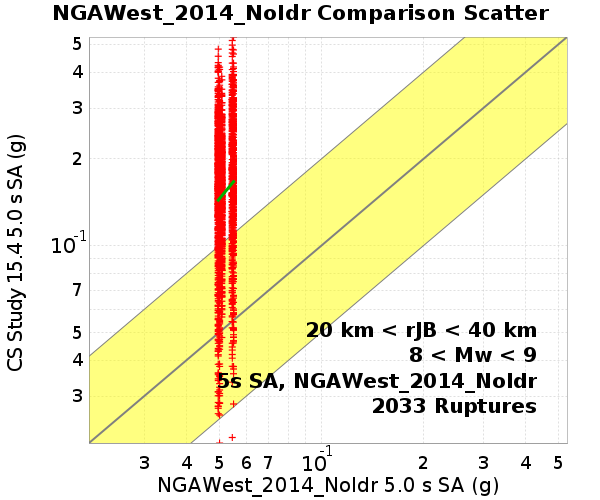 NGAWest_2014_NoIdr Comparison Scatter
CS Study 15.4 5.0 s SA (g)
5
4
3
2
10⁻¹
7
5
4
3
20 km < rJB < 40 km
8 < Mw < 9
5s SA, NGAWest_2014_NoIdr
2033 Ruptures
3 4 5 6 7 10⁻¹ 2 3 4 5
NGAWest_2014_NoIdr 5.0 s SA (g)